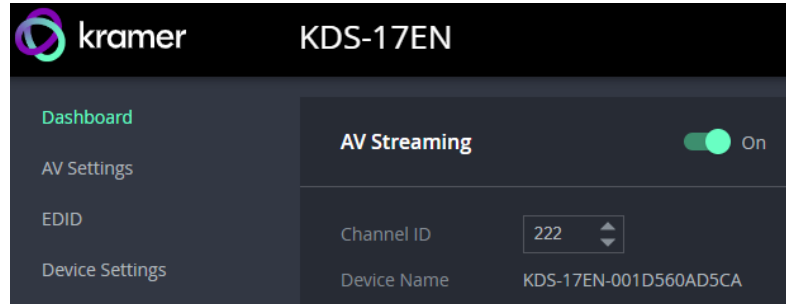 kramer KDS-17EN
Dashboard
AV Streaming On
AV Settings
EDID
Channel ID 222
Device Settings
Device Name KDS-17EN-001D560AD5CA